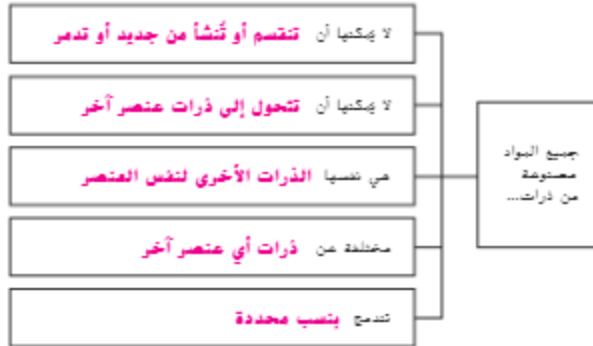 جميع المواد
مصنوعة
من ذرات...
لا يمكنها أن تنقسم أو تُنشأ من جديد أو تدمر
لا يمكنها أن تتحول إلى ذرات عنصر آخر
هي نفسها الذرات الأخرى لنفس العنصر
مختلفة عن ذرات أي عنصر آخر
تندمج بنسب محددة